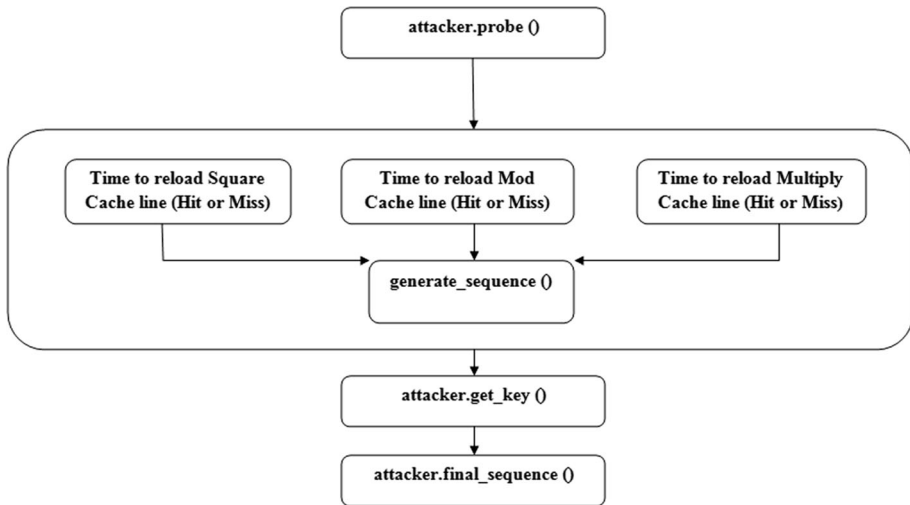 attacker.probe ()
Time to reload Square
Cache line (Hit or Miss)
Time to reload Mod
Cache line (Hit or Miss)
Time to reload Multiply
Cache line (Hit or Miss)
generate_sequence ()
attacker.get_key ()
attacker.final_sequence ()